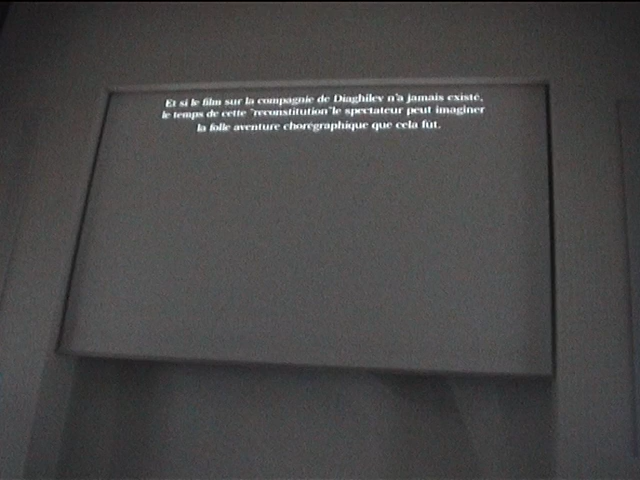 Et si le film sur la compagnie de Diaghilev n'a jamais existé,
le temps de cette "reconstitution"le spectateur peut imaginer
la folle aventure chorégraphique que cela fut.